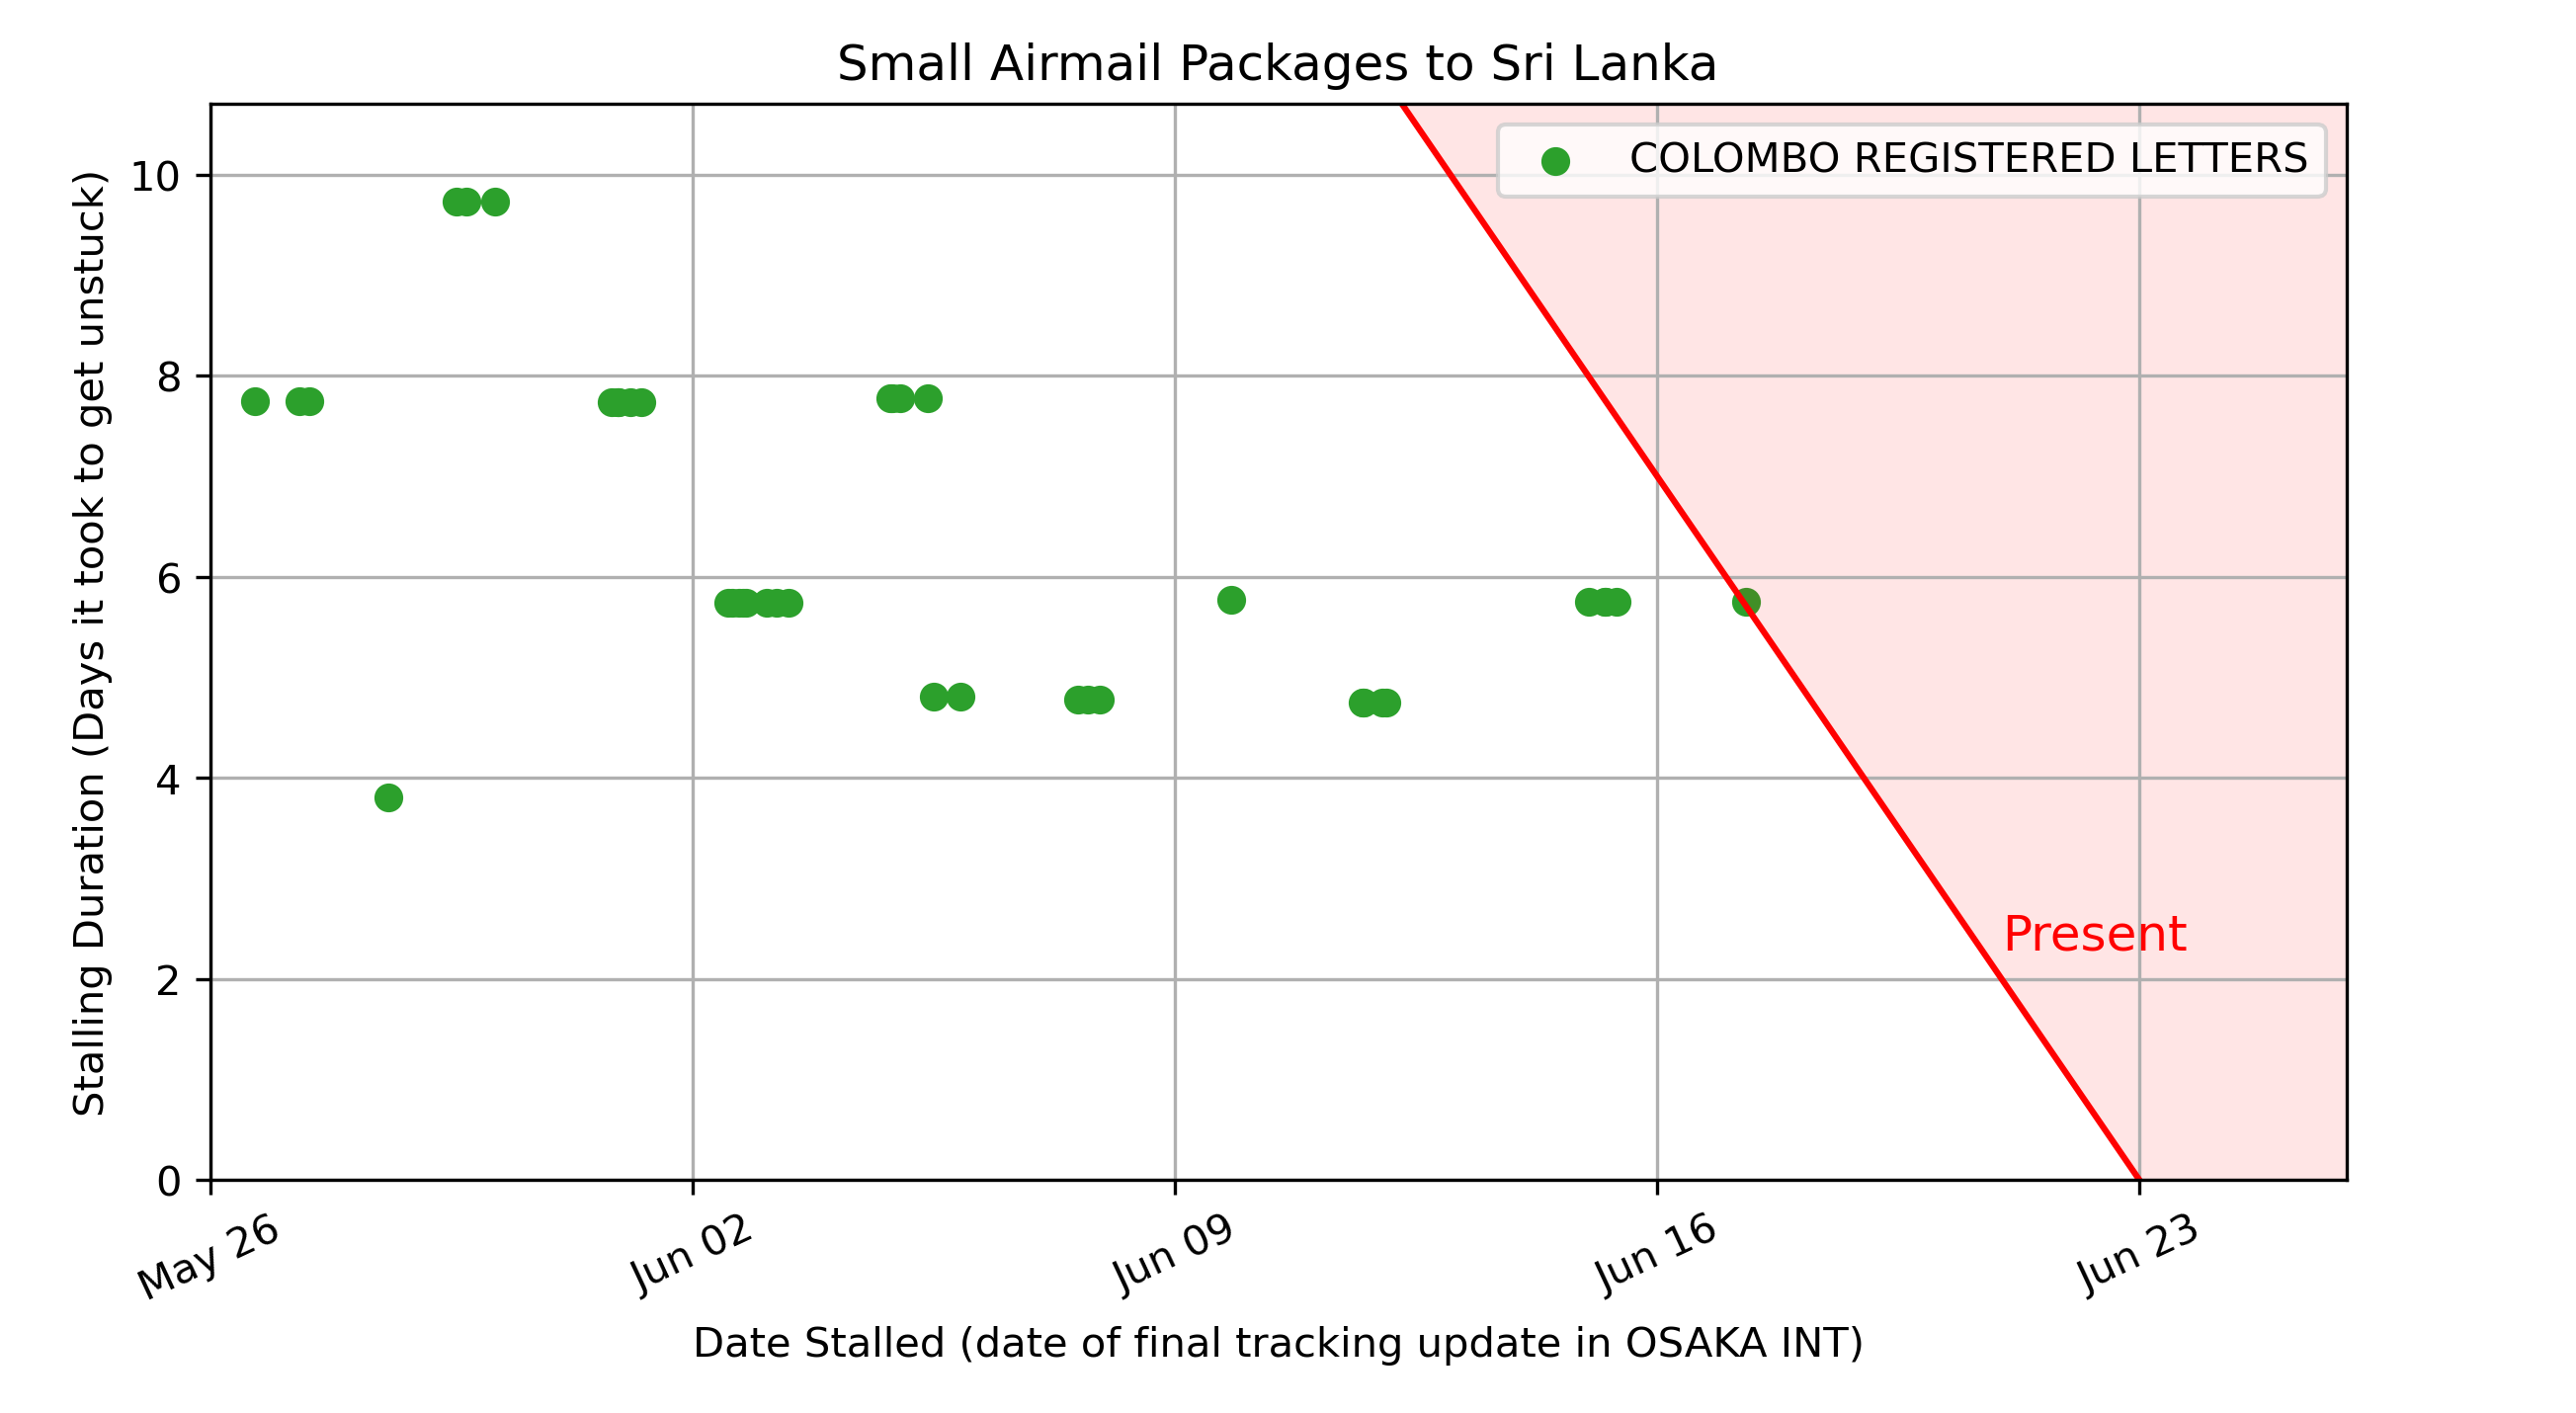 Small Airmail Packages to Sri Lanka
COLOMBO REGISTERED LETTERS
Present
Stalling Duration (Days it took to get unstuck)
10
8
6
4
2
0
May 26
Jun 02
Jun 09
Jun 16
Jun 23
Date Stalled (date of final tracking update in OSAKA INT)